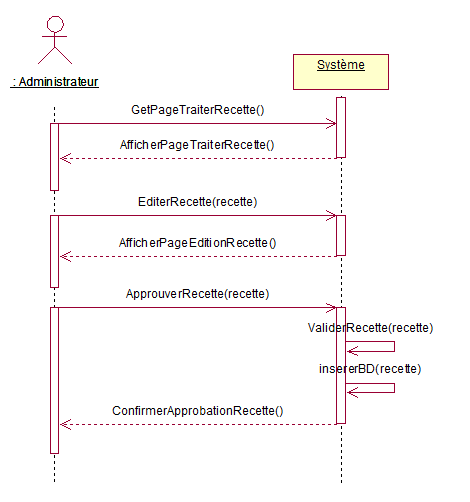 : Administrateur
Système
GetPageTraiterRecette()
AfficherPageTraiterRecette()
EditerRecette(recette)
AfficherPageEditionRecette()
ApprouverRecette(recette)
ValiderRecette(recette)
insererBD(recette)
ConfirmerApprobationRecette()